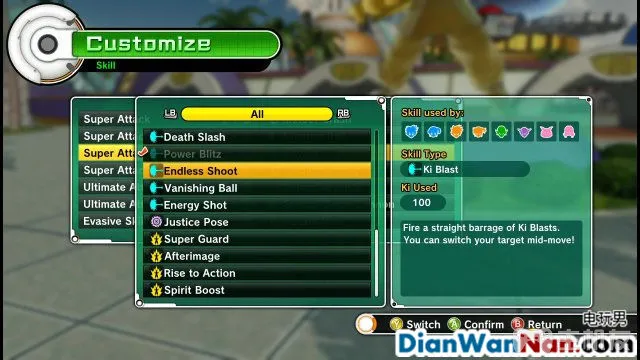 Customize
Skill
Super Attack
Super Atta
Super Atta
Super Atta
Ultimate A
Ultimate A
Evasive Sk
LB All RB
Death Slash
Power Blitz
Endless Shoot
Vanishing Ball
Energy Shot
Justice Pose
Super Guard
Afterimage
Rise to Action
Spirit Boost
Skill used by:
Skill Type
Ki Blast
Ki Used
100
Fire a straight barrage of Ki Blasts.
You can switch your target mid-move!
Y Switch A Confirm B Return
电玩男
DianWanNan.com